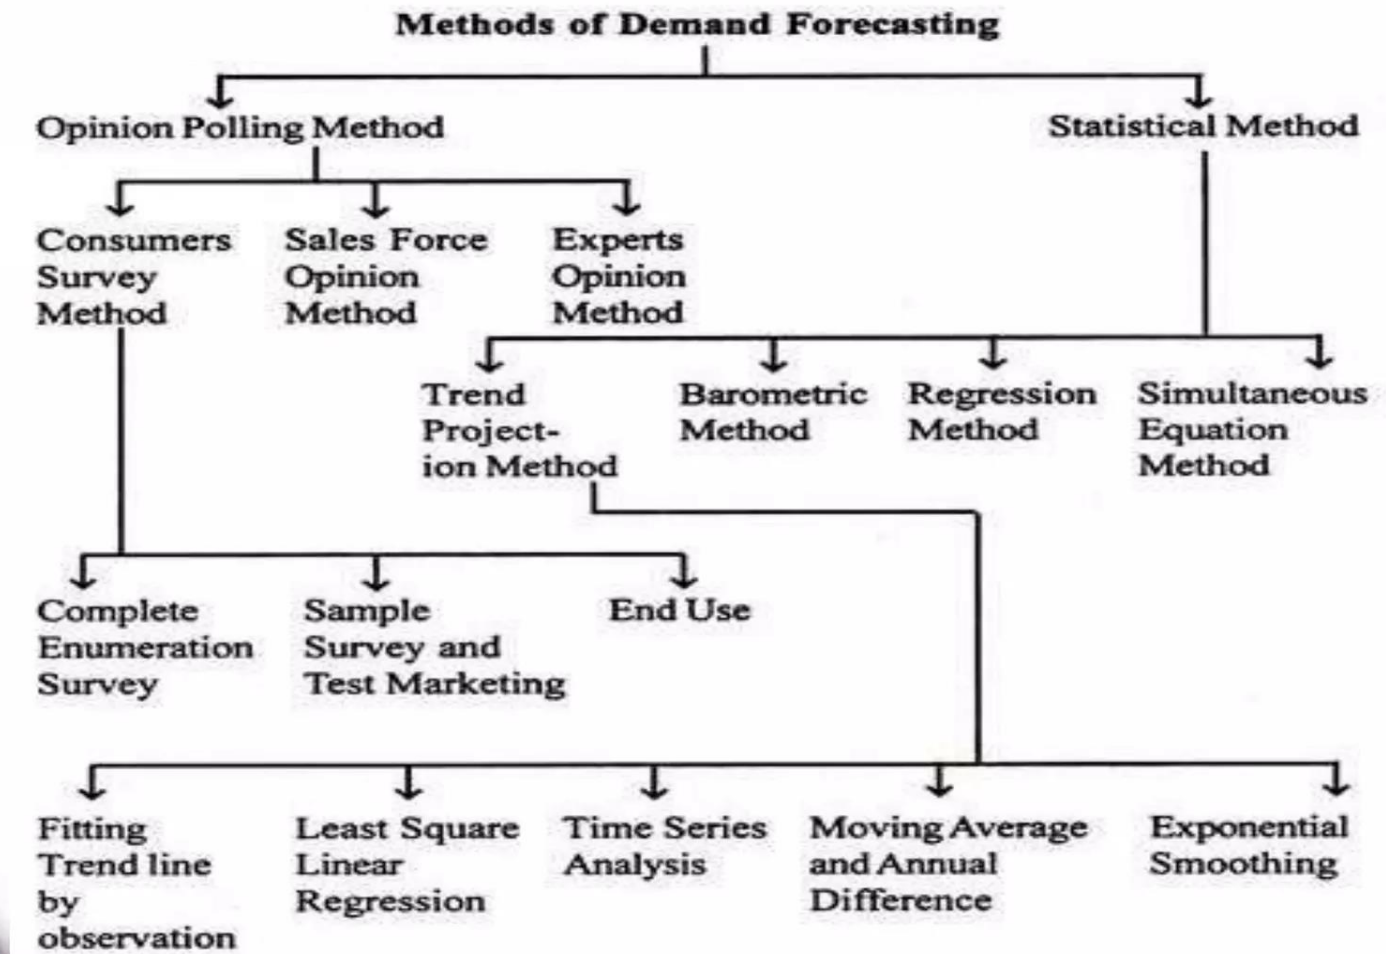 Methods of Demand Forecasting
Opinion Polling Method
Statistical Method
Consumers
Survey
Method
Sales Force
Opinion
Method
Experts
Opinion
Method
Trend
Project-
ion Method
Barometric
Method
Regression
Method
Simultaneous
Equation
Method
Complete
Enumeration
Survey
Sample
Survey and
Test Marketing
End Use
Fitting
Trend line
by
observation
Least Square
Linear
Regression
Time Series
Analysis
Moving Average
and Annual
Difference
Exponential
Smoothing